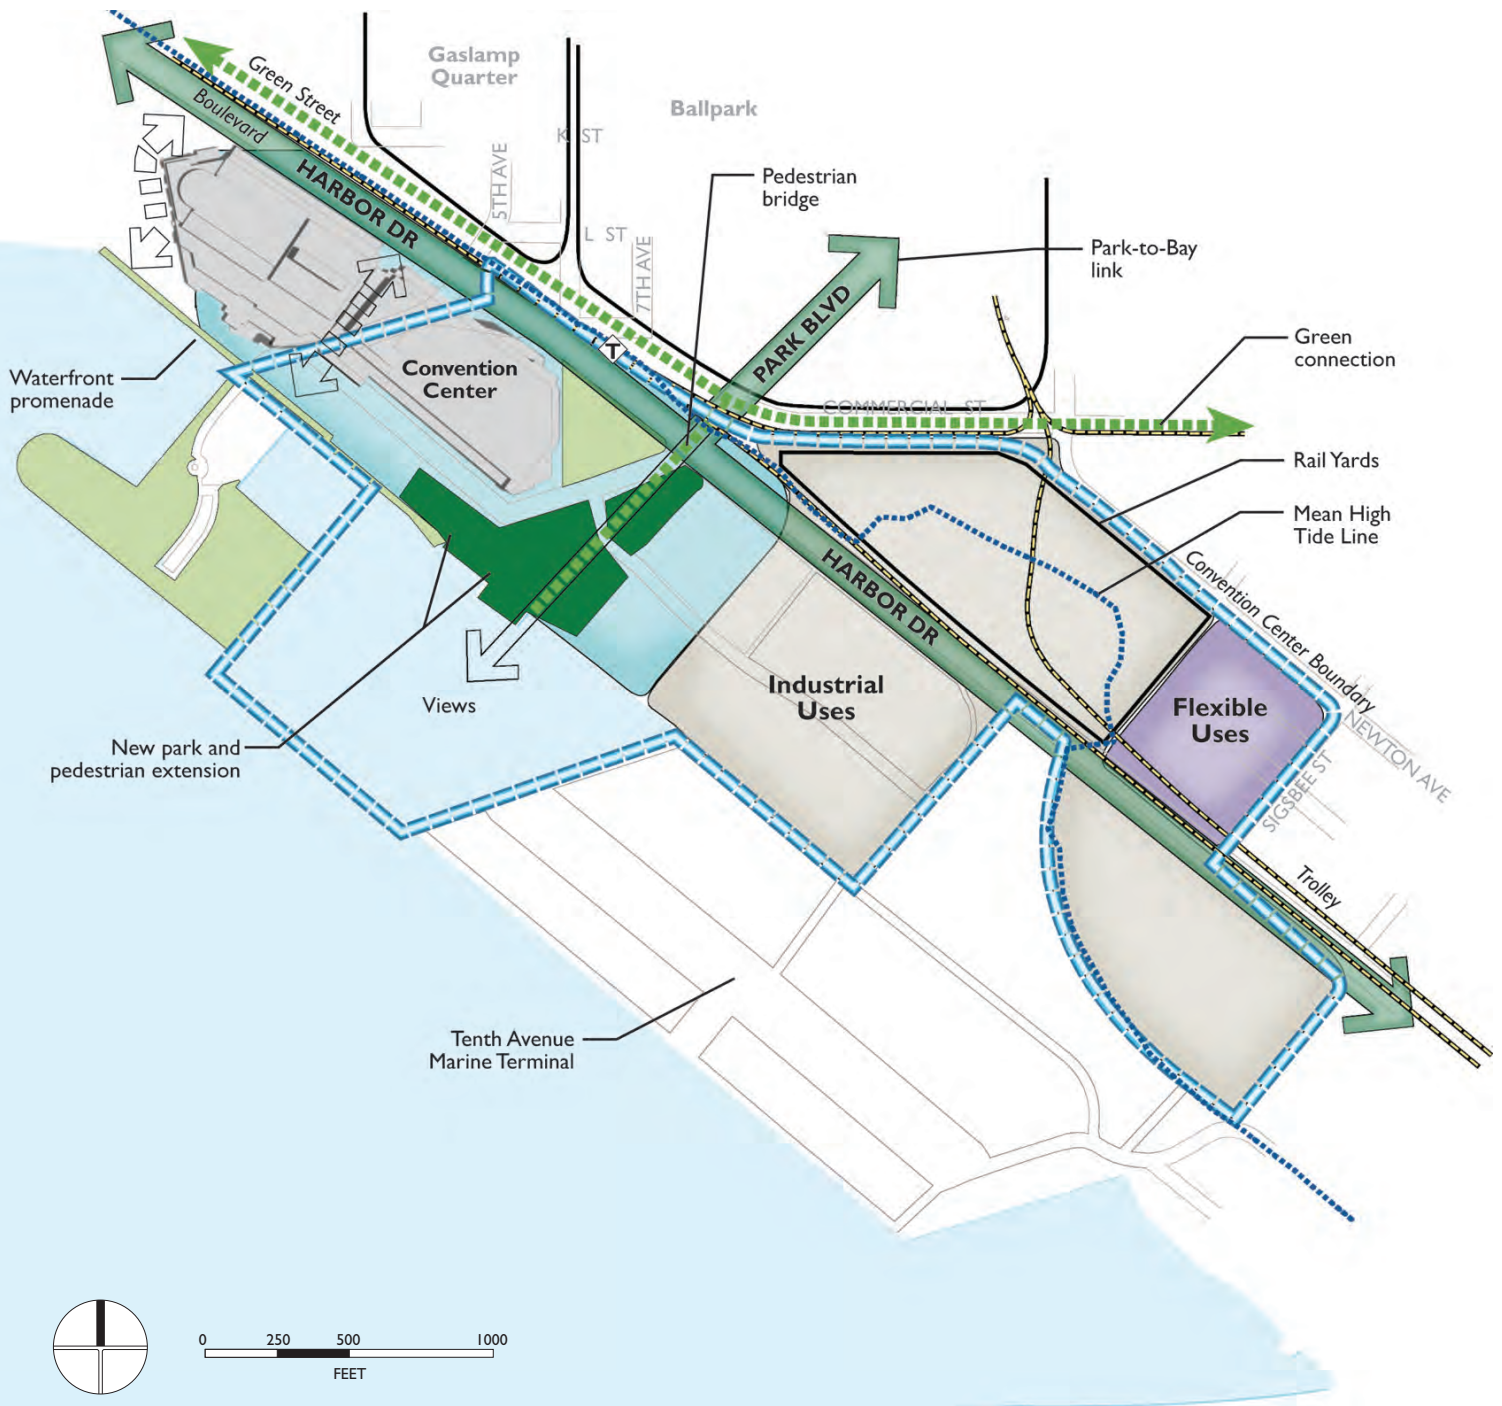 Gaslamp
Quarter
Green Street
Boulevard
Ballpark
K ST
5TH AVE
HARBOR DR
Pedestrian
bridge
L ST
7TH AVE
Park-to-Bay
link
PARK BLVD
T
Green
connection
Convention
Center
Waterfront
promenade
COMMERCIAL ST
Rail Yards
Mean High
Tide Line
HARBOR DR
Convention Center Boundary
Industrial
Uses
Views
Flexible
Uses
NEWTON AVE
New park and
pedestrian extension
SIGSBEE ST
Trolley
Tenth Avenue
Marine Terminal
0 250 500 1000
FEET